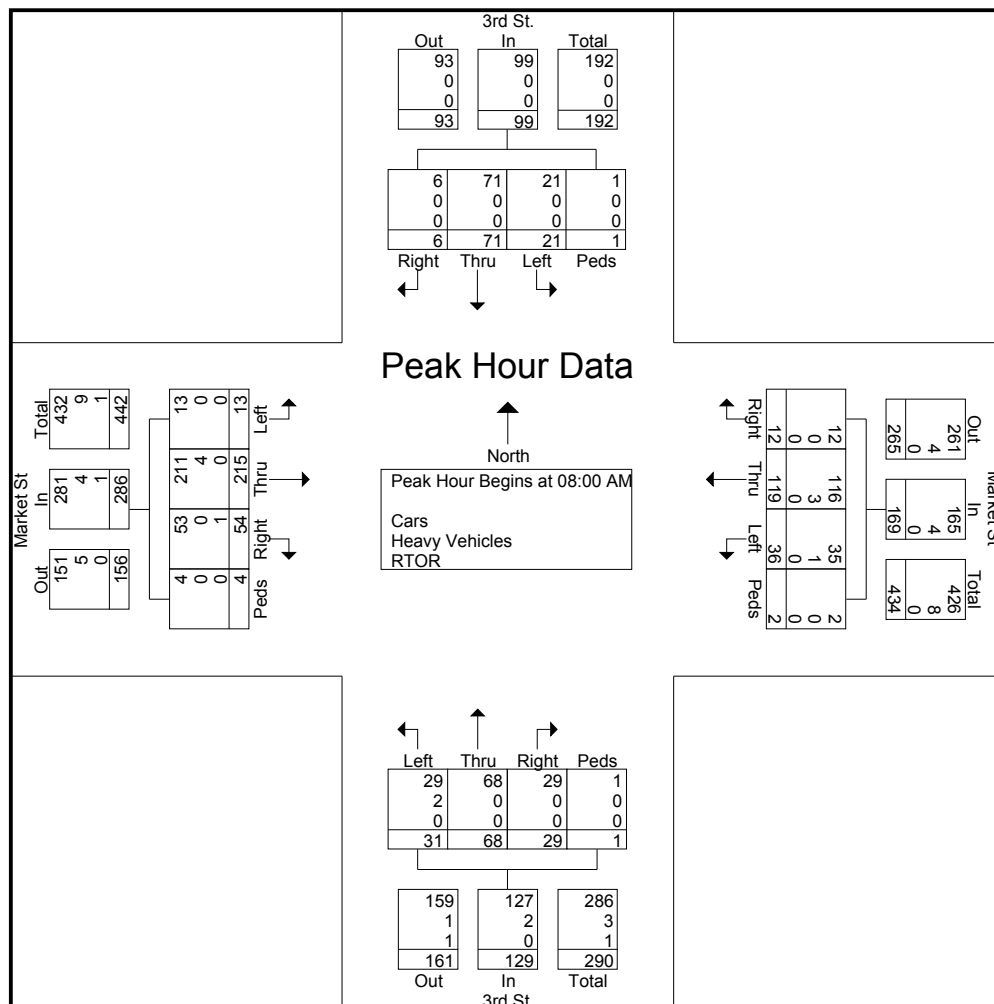 3rd St.
Out In Total
93 99 192
0 0 0
0 0 0
93 99 192
6 71 21 1
0 0 0 0
0 0 0 0
6 71 21 1
Right Thru Left Peds
Peak Hour Data
North
Peak Hour Begins at 08:00 AM
Cars
Heavy Vehicles
RTOR
Market St
Total
432
9
1
442
In
281
4
1
286
Out
151
5
0
156
13 0 0 13 Left
211 4 0 215 Thru
53 0 1 54 Right
4 0 0 4 Peds
Right 12 0 0 12
Thru 119 0 3 116
Left 36 0 1 35
Peds 2 0 0 2
Out
261
4
0
265
In
165
4
0
169
Total
426
8
0
434
Market St
Left Thru Right Peds
29 68 29 1
2 0 0 0
0 0 0 0
31 68 29 1
159 127 286
1 2 3
1 0 1
161 129 290
Out In Total
3rd St.